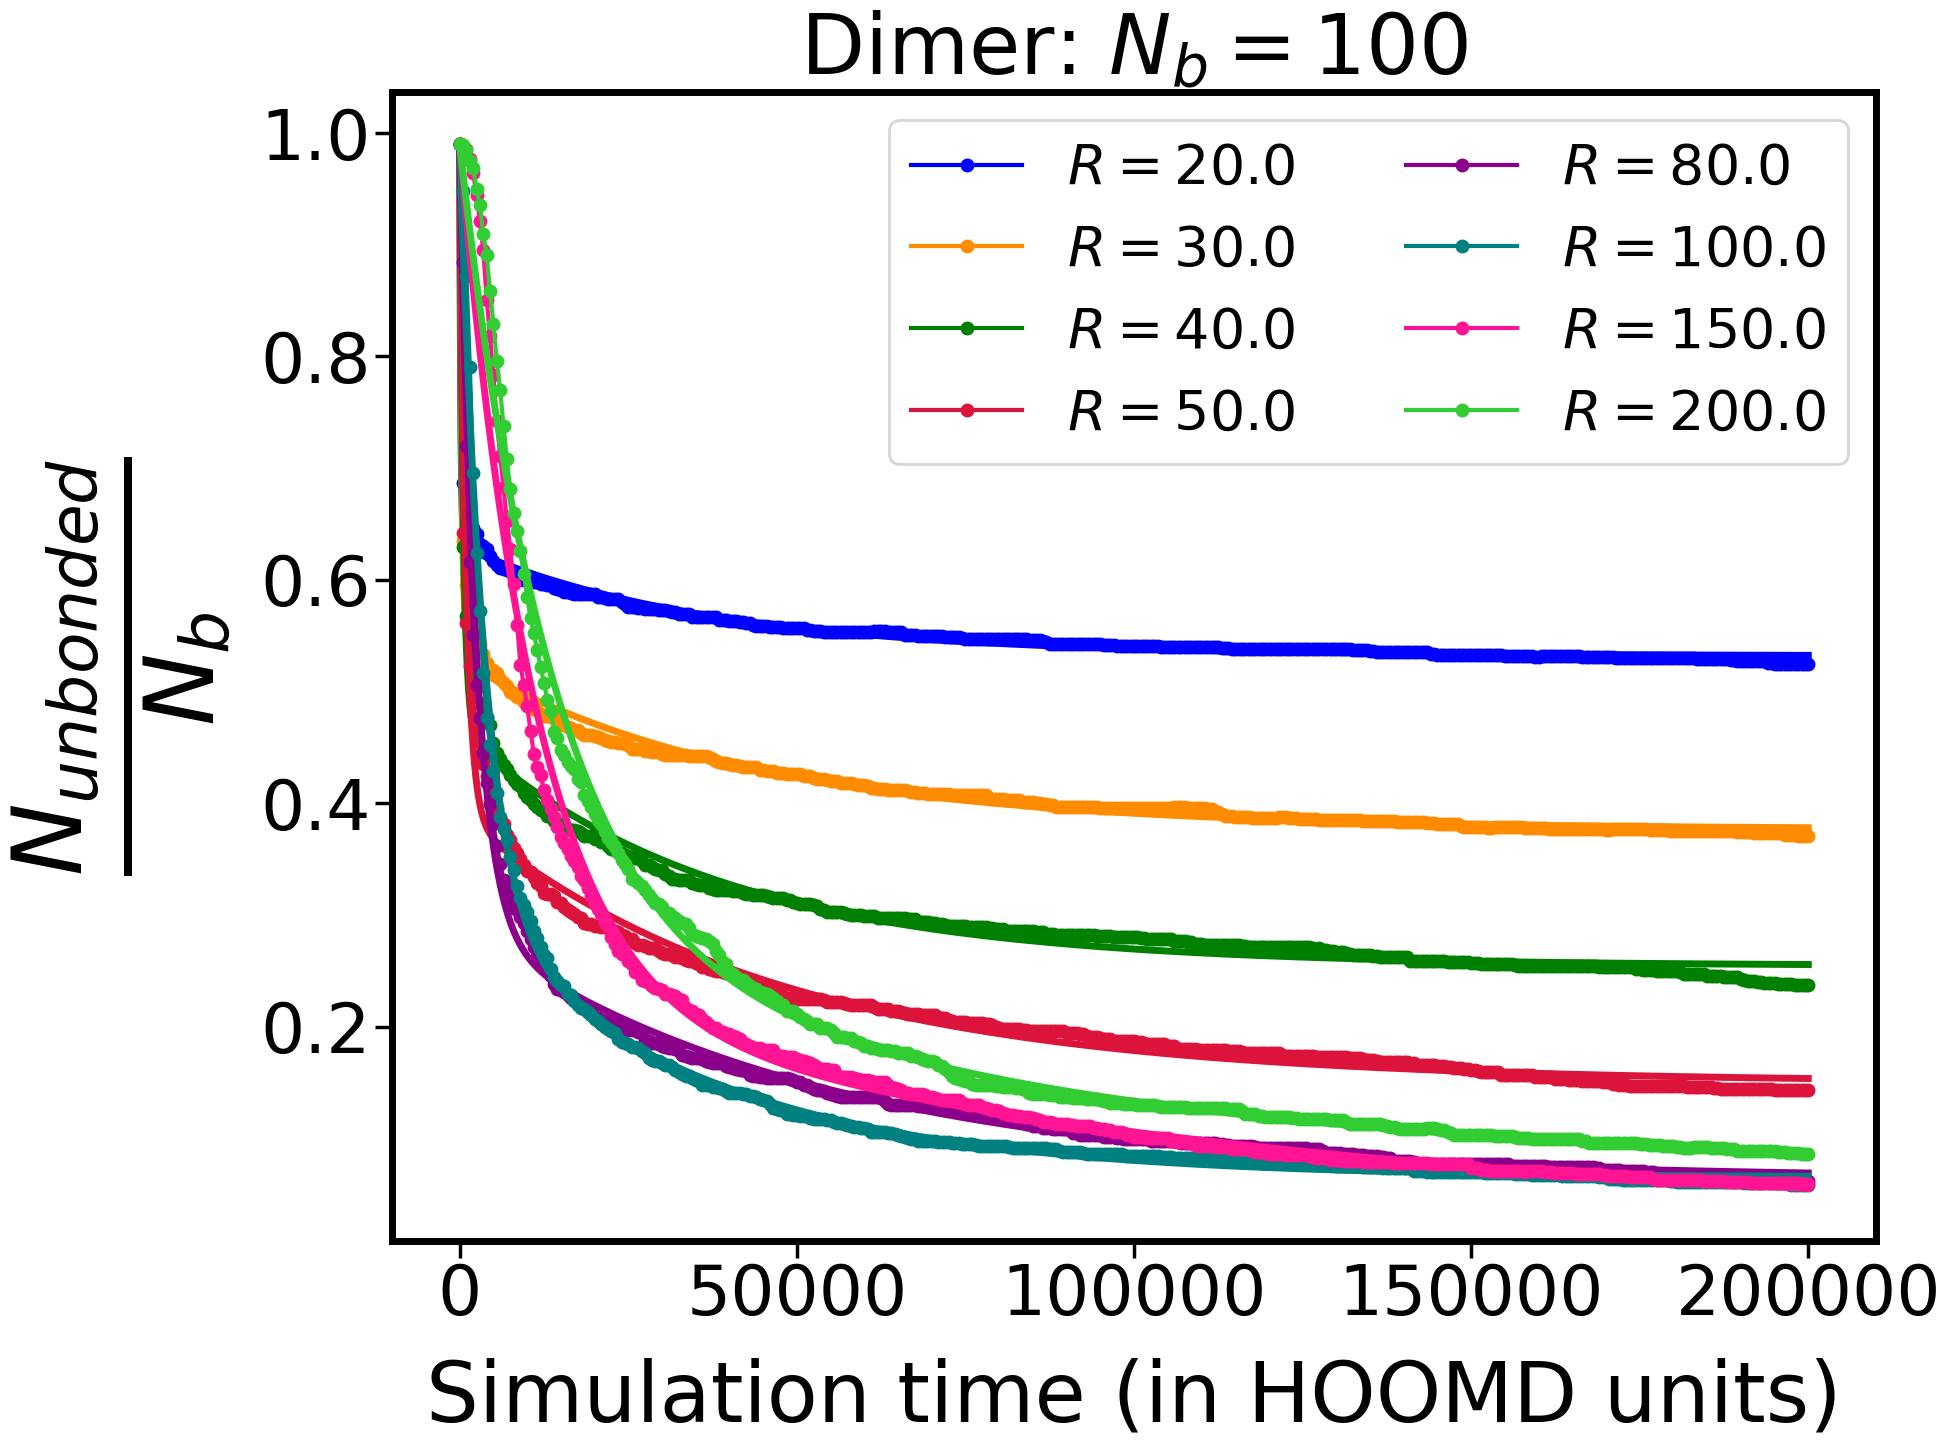 Dimer: N_b = 100
N_unbonded
N_b
1.0
0.8
0.6
0.4
0.2
R = 20.0
R = 30.0
R = 40.0
R = 50.0
R = 80.0
R = 100.0
R = 150.0
R = 200.0
0 50000 100000 150000 200000
Simulation time (in HOOMD units)